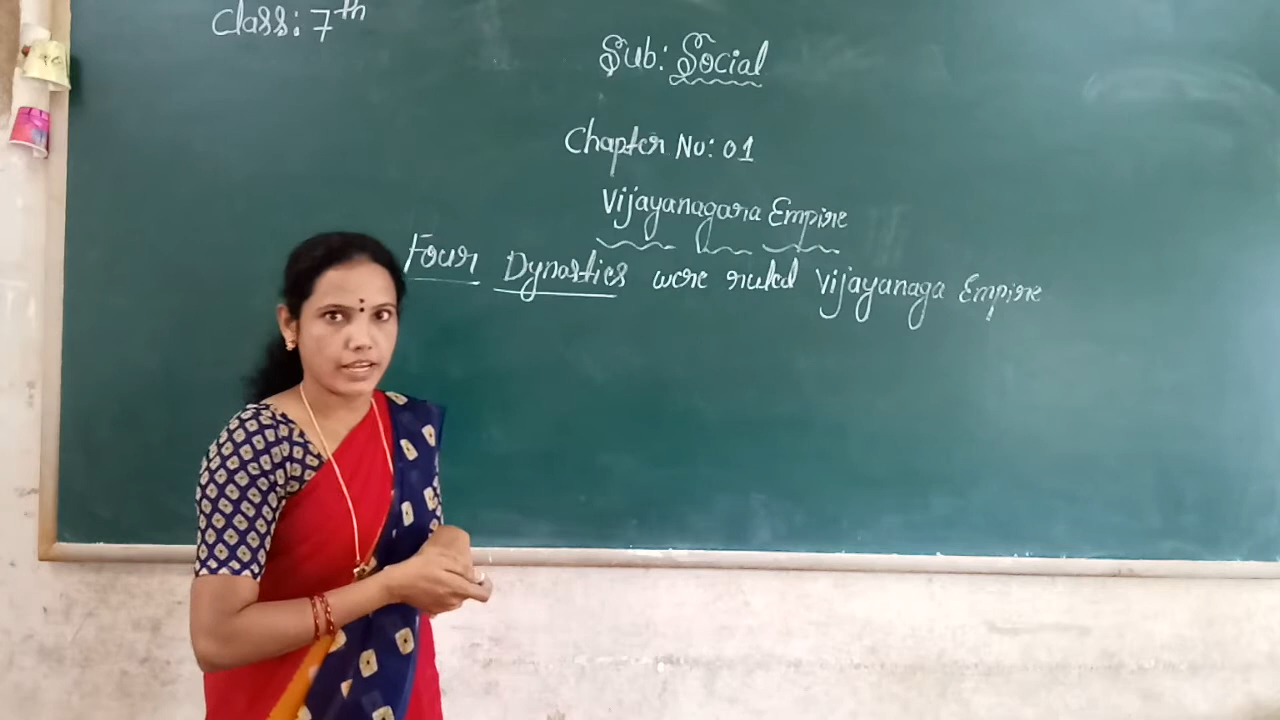 Class: 7th
Sub: Social
Chapter No: 01
Vijayanagara Empire
Four Dynasties were ruled Vijayanaga Empire